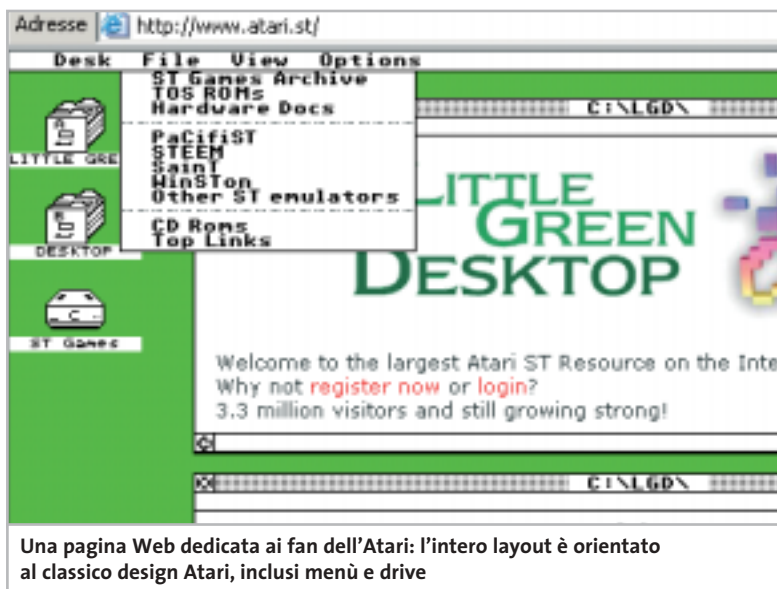 Adresse http://www.atari.st/
Desk File View Options
ST Games Archive
TOS ROMs
Hardware Docs
PaCifiST
STEEM
SainT
WinSTon
Other ST emulators
CD Roms
Top Links
A
LITTLE GRE
B
DESKTOP
C
ST Games
C:\LGD\
LITTLE
GREEN
DESKTOP
Welcome to the largest Atari ST Resource on the Inte
Why not register now or login?
3.3 million visitors and still growing strong!
C:\LGD\
Una pagina Web dedicata ai fan dell’Atari: l’intero layout è orientato
al classico design Atari, inclusi menù e drive